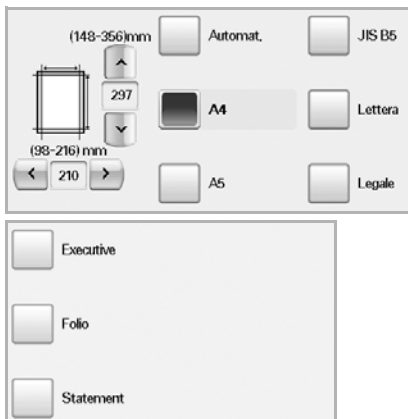 (148-356)mm
Automat.
JIS B5
297
A4
Lettera
(98-216) mm
210
A5
Legale
Executive
Folio
Statement